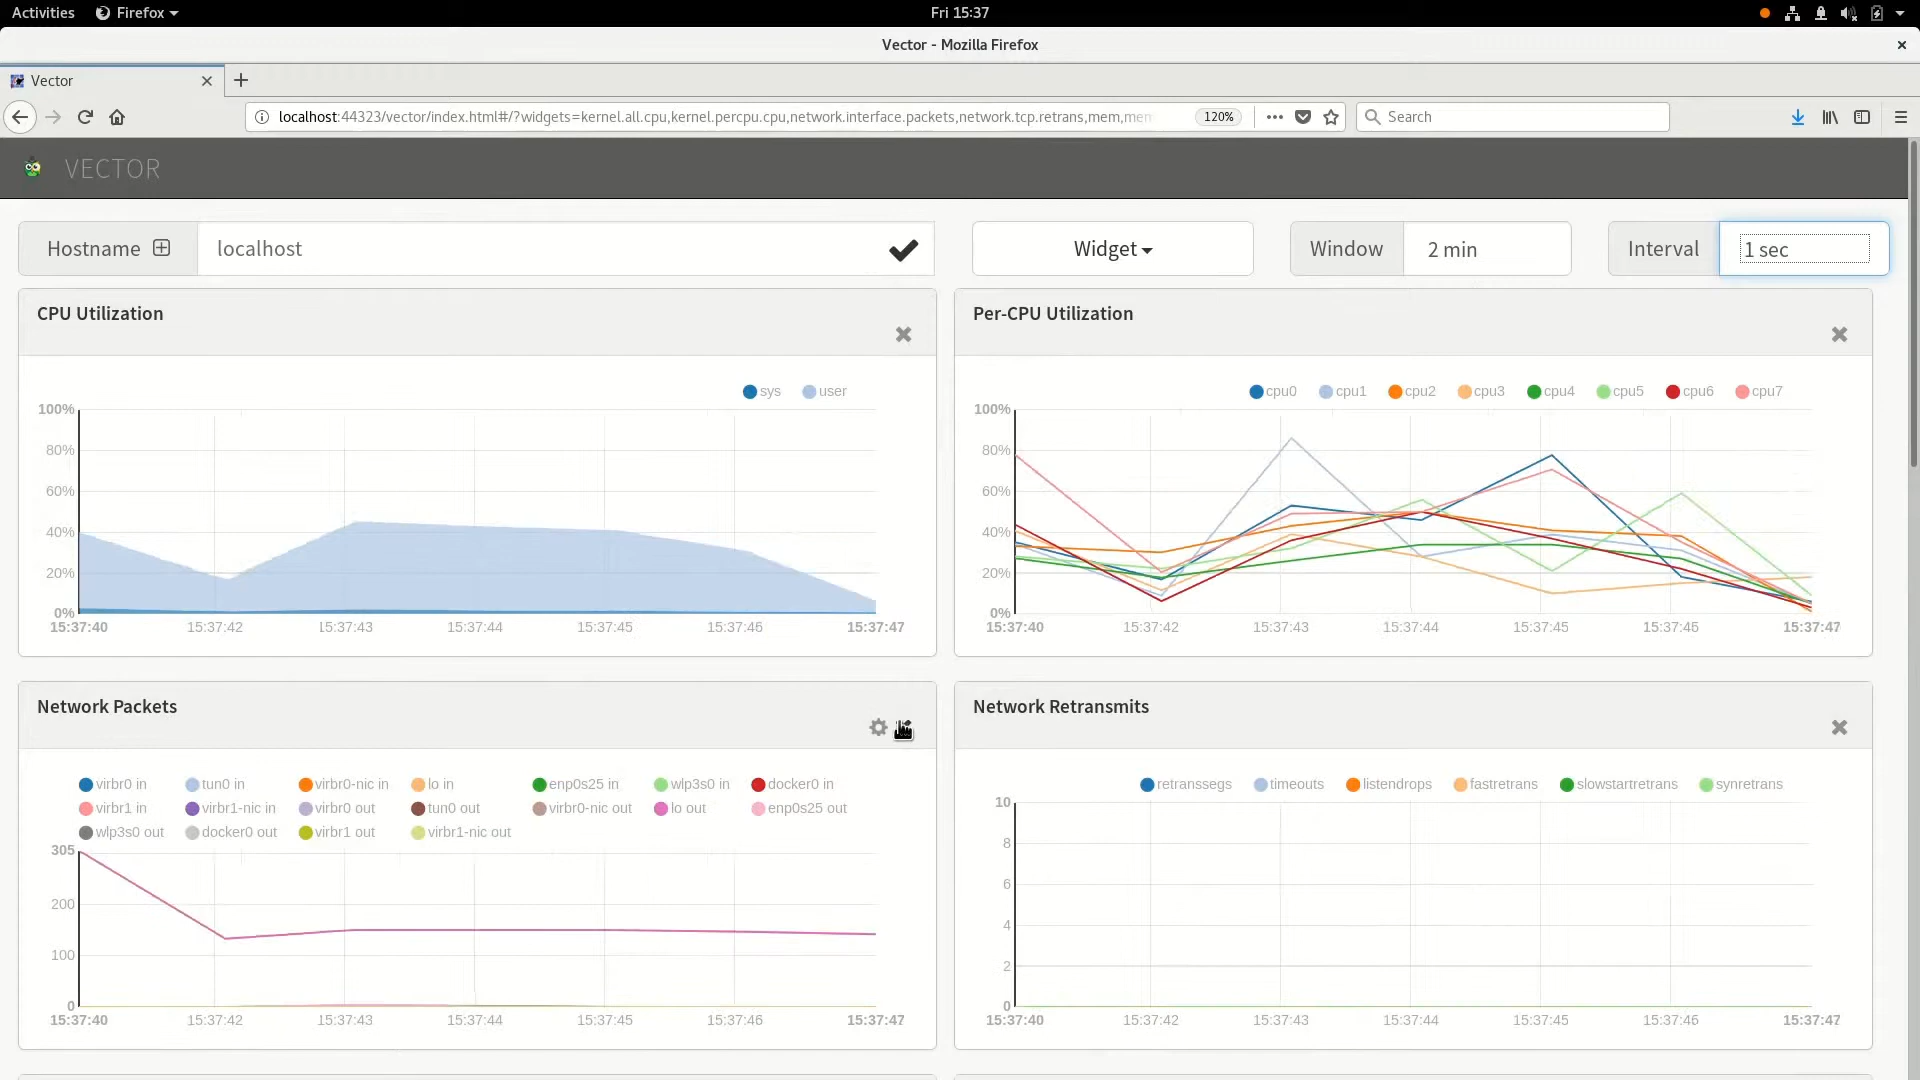 Activities Firefox Fri 15:37
Vector - Mozilla Firefox
Vector
localhost:44323/vector/index.html#/?widgets=kernel.all.cpu,kernel.percpu.cpu,network.interface.packets,network.tcp.retrans,mem,mem 120% Search
VECTOR
Hostname localhost Widget Window 2 min Interval 1 sec
CPU Utilization
sys user
100%
80%
60%
40%
20%
0%
15:37:40 15:37:42 15:37:43 15:37:44 15:37:45 15:37:46 15:37:47
Per-CPU Utilization
cpu0 cpu1 cpu2 cpu3 cpu4 cpu5 cpu6 cpu7
100%
80%
60%
40%
20%
0%
15:37:40 15:37:42 15:37:43 15:37:44 15:37:45 15:37:46 15:37:47
Network Packets
virbr0 in tun0 in virbr0-nic in lo in enp0s25 in wlp3s0 in docker0 in
virbr1 in virbr1-nic in virbr0 out tun0 out virbr0-nic out lo out enp0s25 out
wlp3s0 out docker0 out virbr1 out virbr1-nic out
305
200
100
0
15:37:40 15:37:42 15:37:43 15:37:44 15:37:45 15:37:46 15:37:47
Network Retransmits
retranssegs timeouts listendrops fastretrans slowstartretrans synretrans
10
8
6
4
2
0
15:37:40 15:37:42 15:37:43 15:37:44 15:37:45 15:37:46 15:37:47